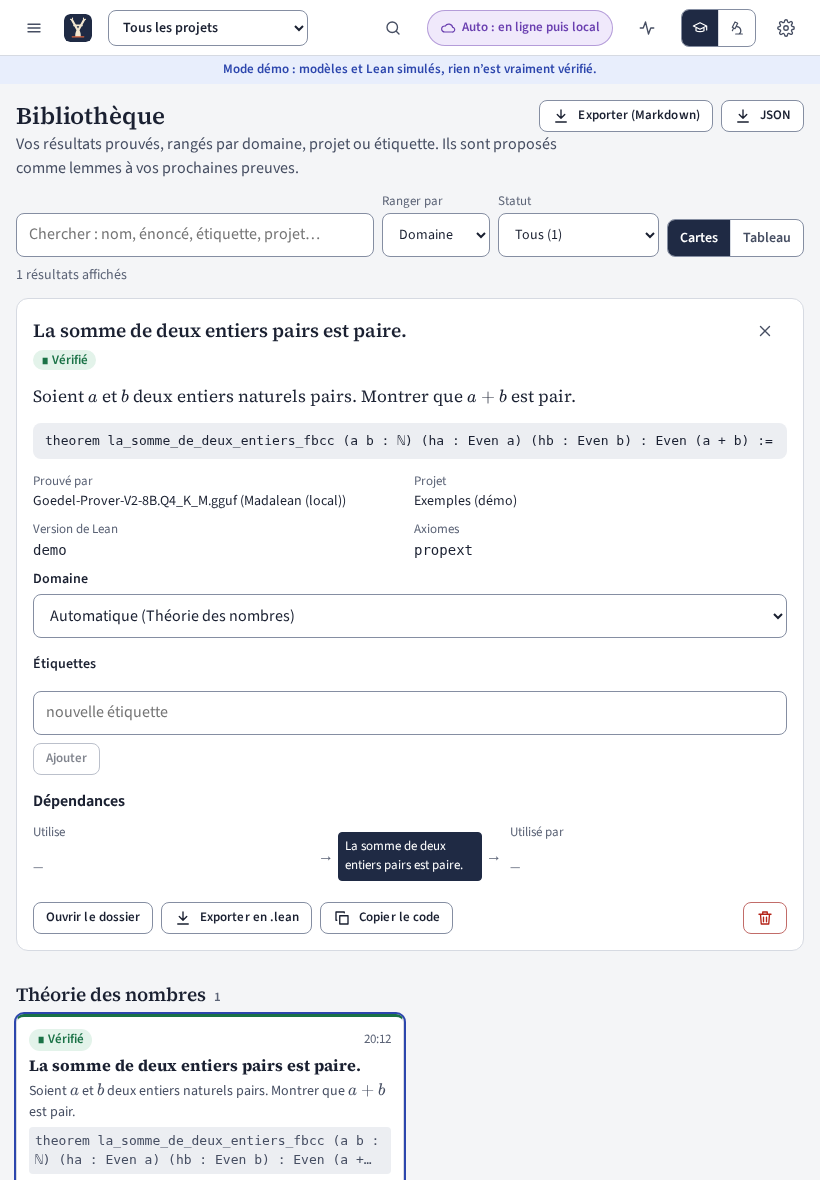 Tous les projets
Auto : en ligne puis local
Mode démo : modèles et Lean simulés, rien n’est vraiment vérifié.
Bibliothèque
Exporter (Markdown)
JSON
Vos résultats prouvés, rangés par domaine, projet ou étiquette. Ils sont proposés
comme lemmes à vos prochaines preuves.
Ranger par
Statut
Chercher : nom, énoncé, étiquette, projet…
Domaine
Tous (1)
Cartes
Tableau
1 résultats affichés
La somme de deux entiers pairs est paire.
Vérifié
Soient a et b deux entiers naturels pairs. Montrer que a + b est pair.
theorem la_somme_de_deux_entiers_fbcc (a b : ℕ) (ha : Even a) (hb : Even b) : Even (a + b) :=
Prouvé par
Projet
Goedel-Prover-V2-8B.Q4_K_M.gguf (Madalean (local))
Exemples (démo)
Version de Lean
Axiomes
demo
propext
Domaine
Automatique (Théorie des nombres)
Étiquettes
nouvelle étiquette
Ajouter
Dépendances
Utilise
Utilisé par
—
→
La somme de deux
entiers pairs est paire.
→
—
Ouvrir le dossier
Exporter en .lean
Copier le code
Théorie des nombres 1
Vérifié
20:12
La somme de deux entiers pairs est paire.
Soient a et b deux entiers naturels pairs. Montrer que a + b
est pair.
theorem la_somme_de_deux_entiers_fbcc (a b :
ℕ) (ha : Even a) (hb : Even b) : Even (a +…